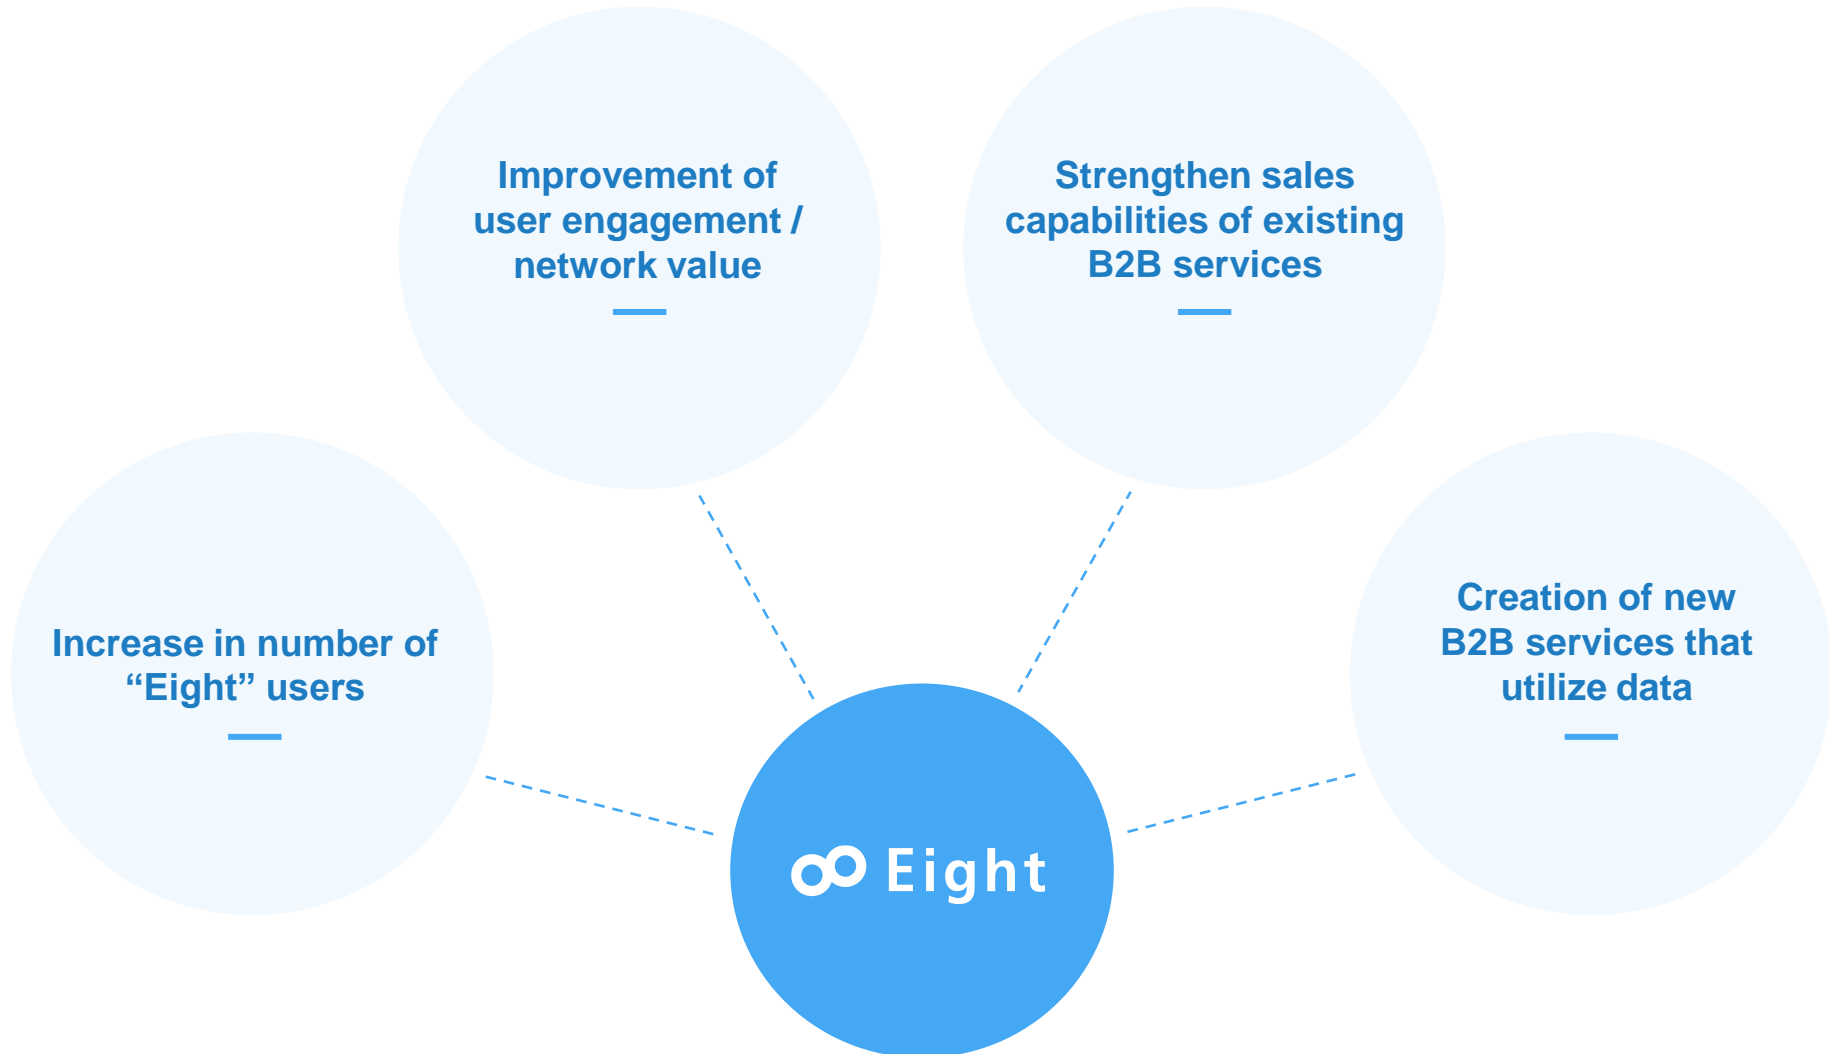 Improvement of
user engagement /
network value
Strengthen sales
capabilities of existing
B2B services
Increase in number of
“Eight” users
Creation of new
B2B services that
utilize data
Eight